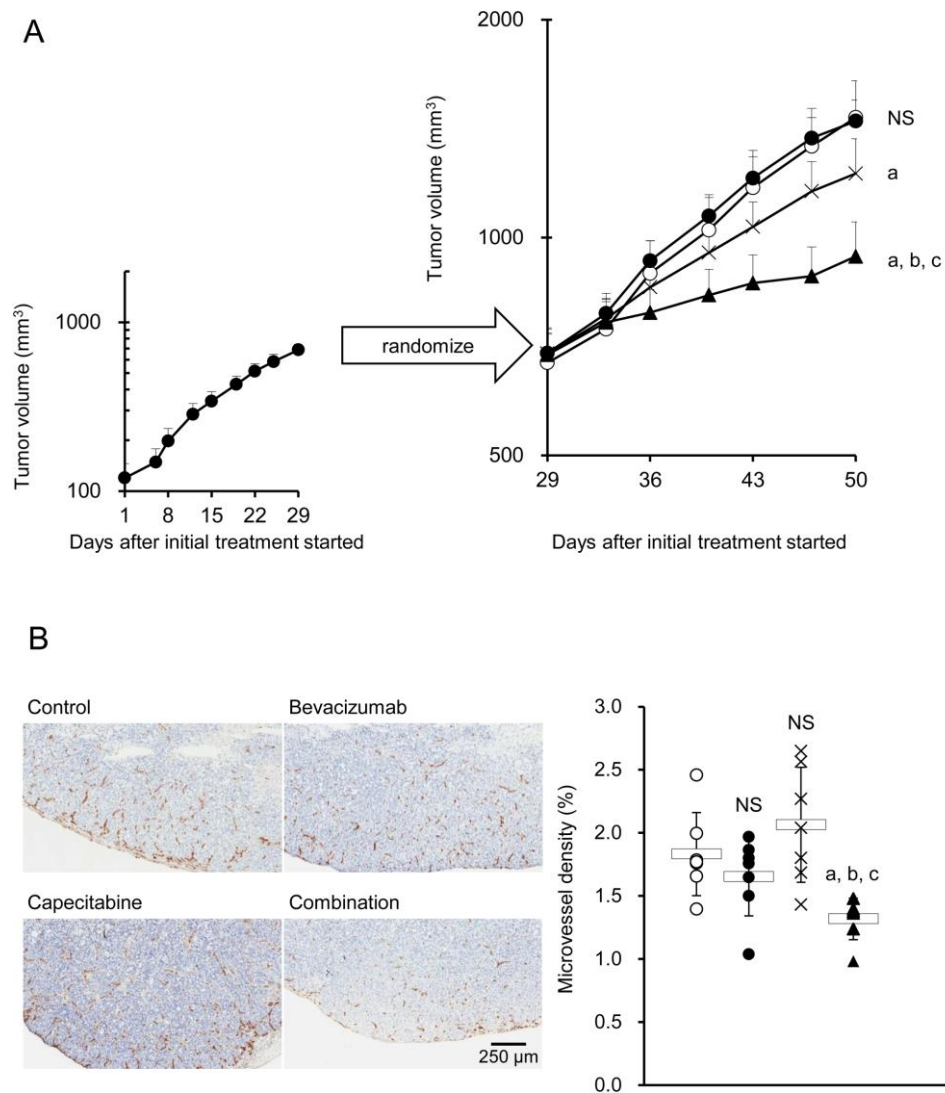 A
Tumor volume (mm³)
1000
100
1 8 15 22 29
Days after initial treatment started
randomize
Tumor volume (mm³)
2000
1000
500
29 36 43 50
Days after initial treatment started
NS
a
a, b, c
B
Control
Bevacizumab
Capecitabine
Combination
250 µm
Microvessel density (%)
3.0
2.5
2.0
1.5
1.0
0.5
0.0
NS
NS
a, b, c